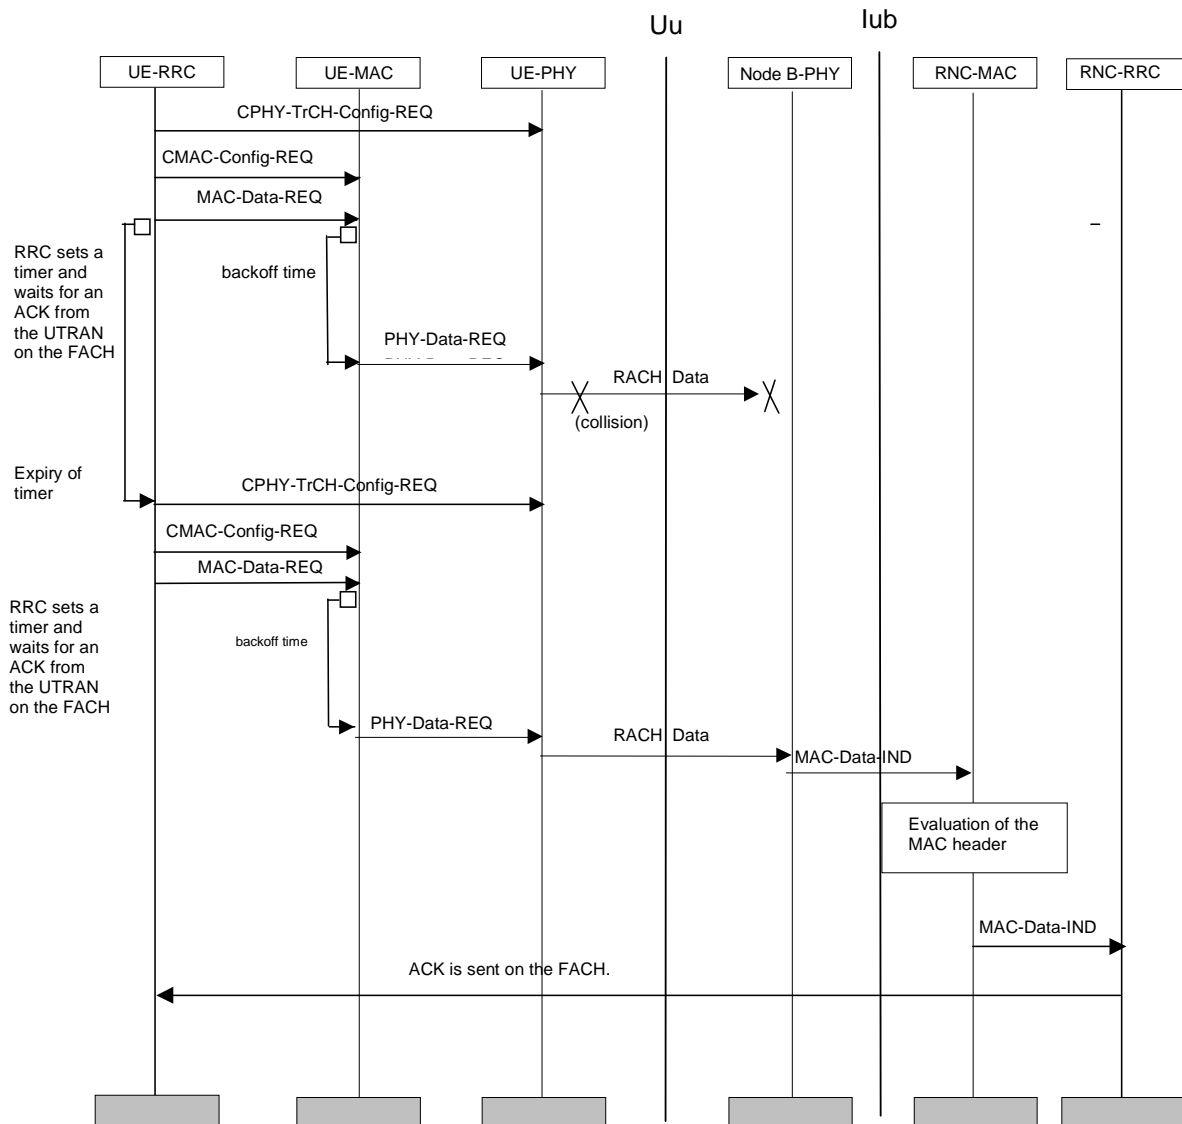 Uu
Iub
UE-RRC
UE-MAC
UE-PHY
Node B-PHY
RNC-MAC
RNC-RRC
CPHY-TrCH-Config-REQ
CMAC-Config-REQ
MAC-Data-REQ
RRC sets a
timer and
waits for an
ACK from
the UTRAN
on the FACH
backoff time
PHY-Data-REQ
RACH Data
(collision)
Expiry of
timer
CPHY-TrCH-Config-REQ
CMAC-Config-REQ
MAC-Data-REQ
RRC sets a
timer and
waits for an
ACK from
the UTRAN
on the FACH
backoff time
PHY-Data-REQ
RACH Data
MAC-Data-IND
Evaluation of the
MAC header
MAC-Data-IND
ACK is sent on the FACH.